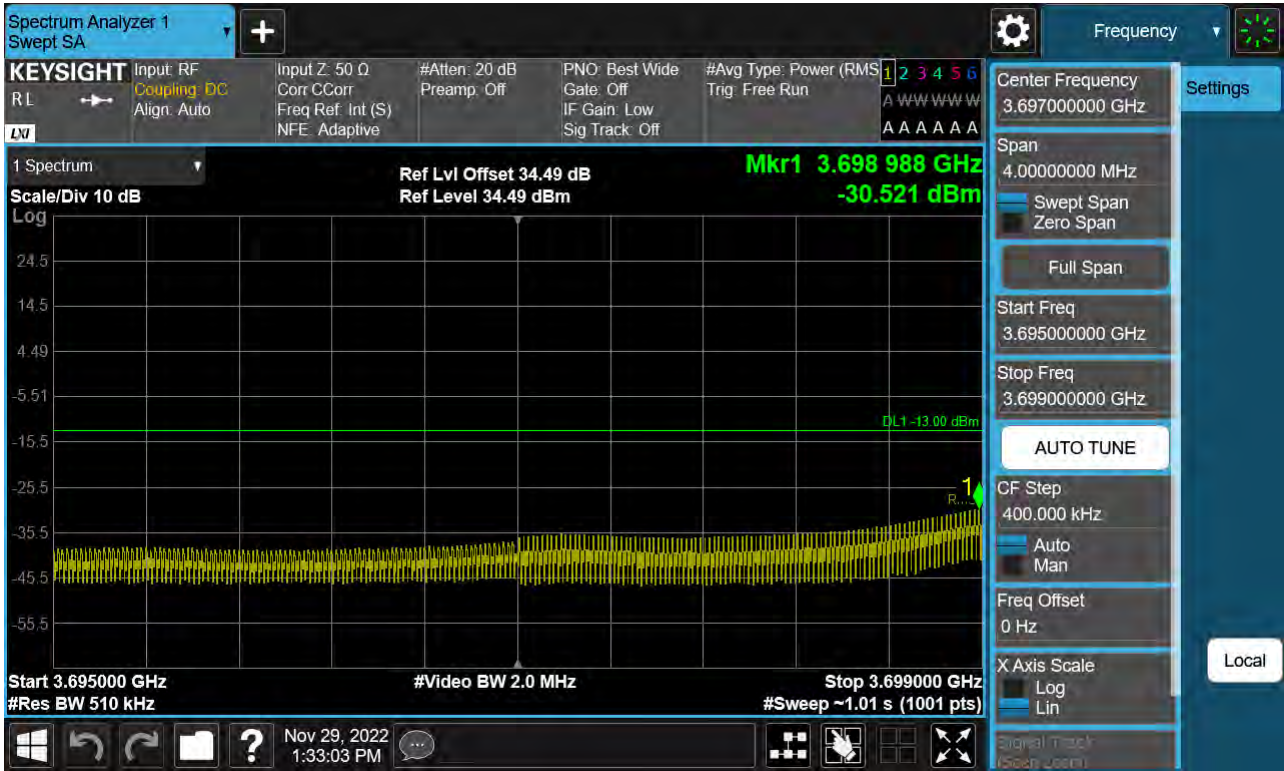 Spectrum Analyzer 1
Swept SA
+
Frequency
KEYSIGHT
RL
LXI
Input: RF
Coupling: DC
Align: Auto
Input Z: 50 Ω
Corr CCorr
Freq Ref: Int (S)
NFE: Adaptive
#Atten: 20 dB
Preamp: Off
PNO: Best Wide
Gate: Off
IF Gain: Low
Sig Track: Off
#Avg Type: Power (RMS
Trig: Free Run
1 2 3 4 5 6
A W W W W W
A A A A A A
1 Spectrum
Scale/Div 10 dB
Log
Ref Lvl Offset 34.49 dB
Ref Level 34.49 dBm
Mkr1 3.698 988 GHz
-30.521 dBm
24.5
14.5
4.49
-5.51
DL1 -13.00 dBm
-15.5
-25.5
1
-35.5
-45.5
-55.5
Start 3.695000 GHz
#Video BW 2.0 MHz
Stop 3.699000 GHz
#Res BW 510 kHz
#Sweep ~1.01 s (1001 pts)
Center Frequency
3.697000000 GHz
Settings
Span
4.00000000 MHz
Swept Span
Zero Span
Full Span
Start Freq
3.695000000 GHz
Stop Freq
3.699000000 GHz
AUTO TUNE
CF Step
400.000 kHz
Auto
Man
Freq Offset
0 Hz
X Axis Scale
Log
Lin
Signal Track
(Span Zoom)
Local
?
Nov 29, 2022
1:33:03 PM